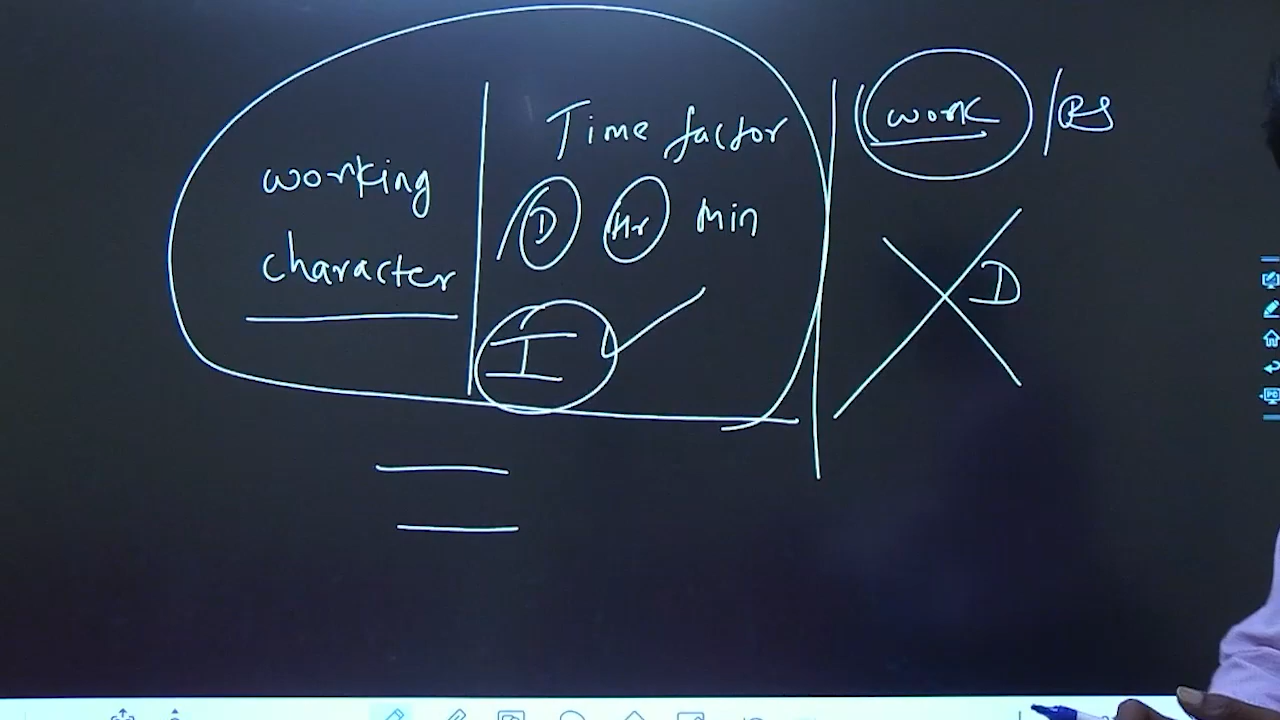 working
character
Time factor
D Hr Min
I
work / RS
D